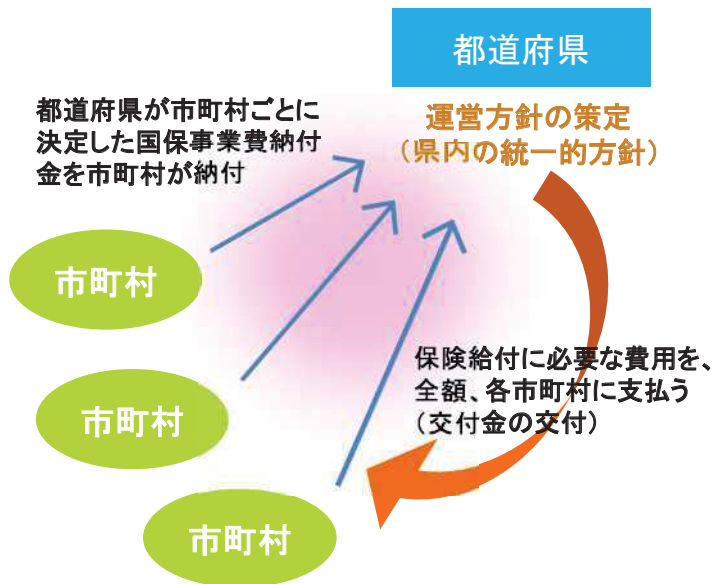 都道府県
都道府県が市町村ごとに
決定した国保事業費納付
金を市町村が納付
運営方針の策定
（県内の統一的方針）
市町村
保険給付に必要な費用を、
全額、各市町村に支払う
（交付金の交付）
市町村
市町村